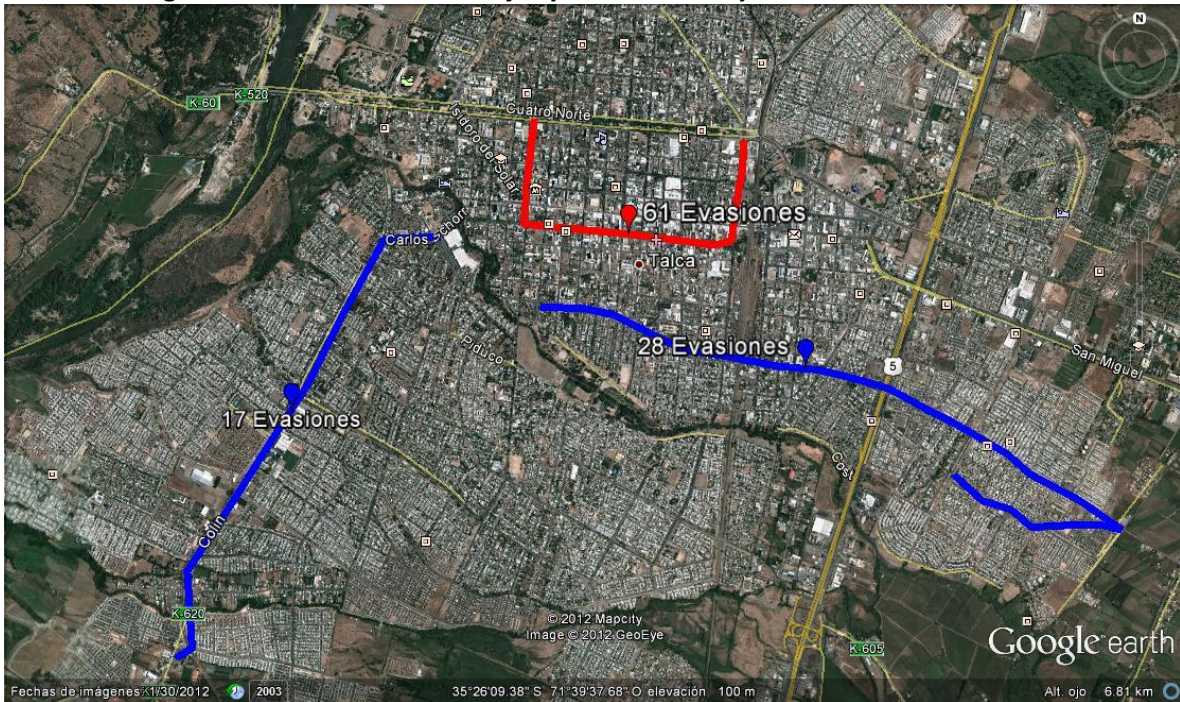 N
K-60
K-520
Cuatro Norte
Isidoro del Solar
61 Evasiones
Carlos Schorr
Talca
28 Evasiones
Piduco
San Miguel
5
17 Evasiones
Cost
Colin
K-620
© 2012 Mapcity
Image © 2012 GeoEye
Google earth
K-605
Fechas de imágenes: 1/30/2012
2003
35°26'09.38" S 71°39'37.68" O elevación 100 m
Alt. ojo 6.81 km